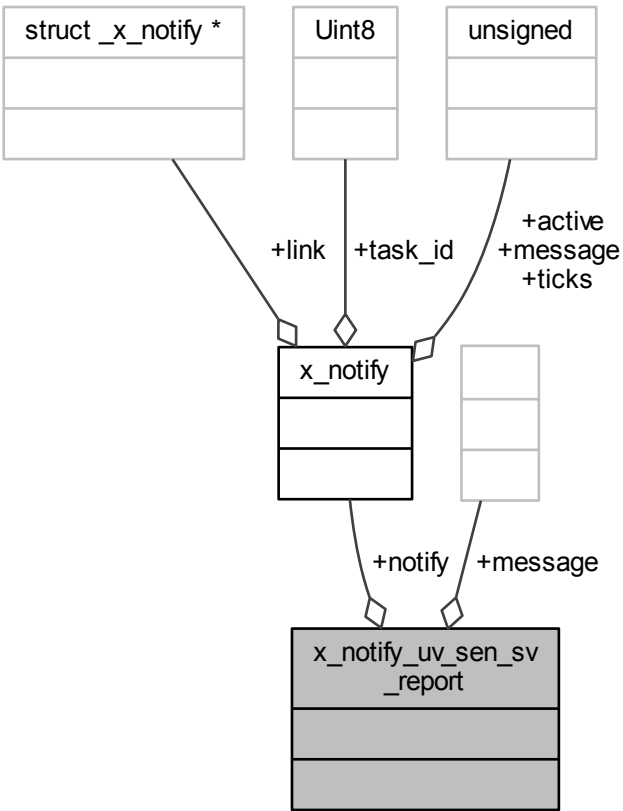 struct _x_notify *
Uint8
unsigned
+link
+task_id
+active
+message
+ticks
x_notify
+notify
+message
x_notify_uv_sen_sv
_report